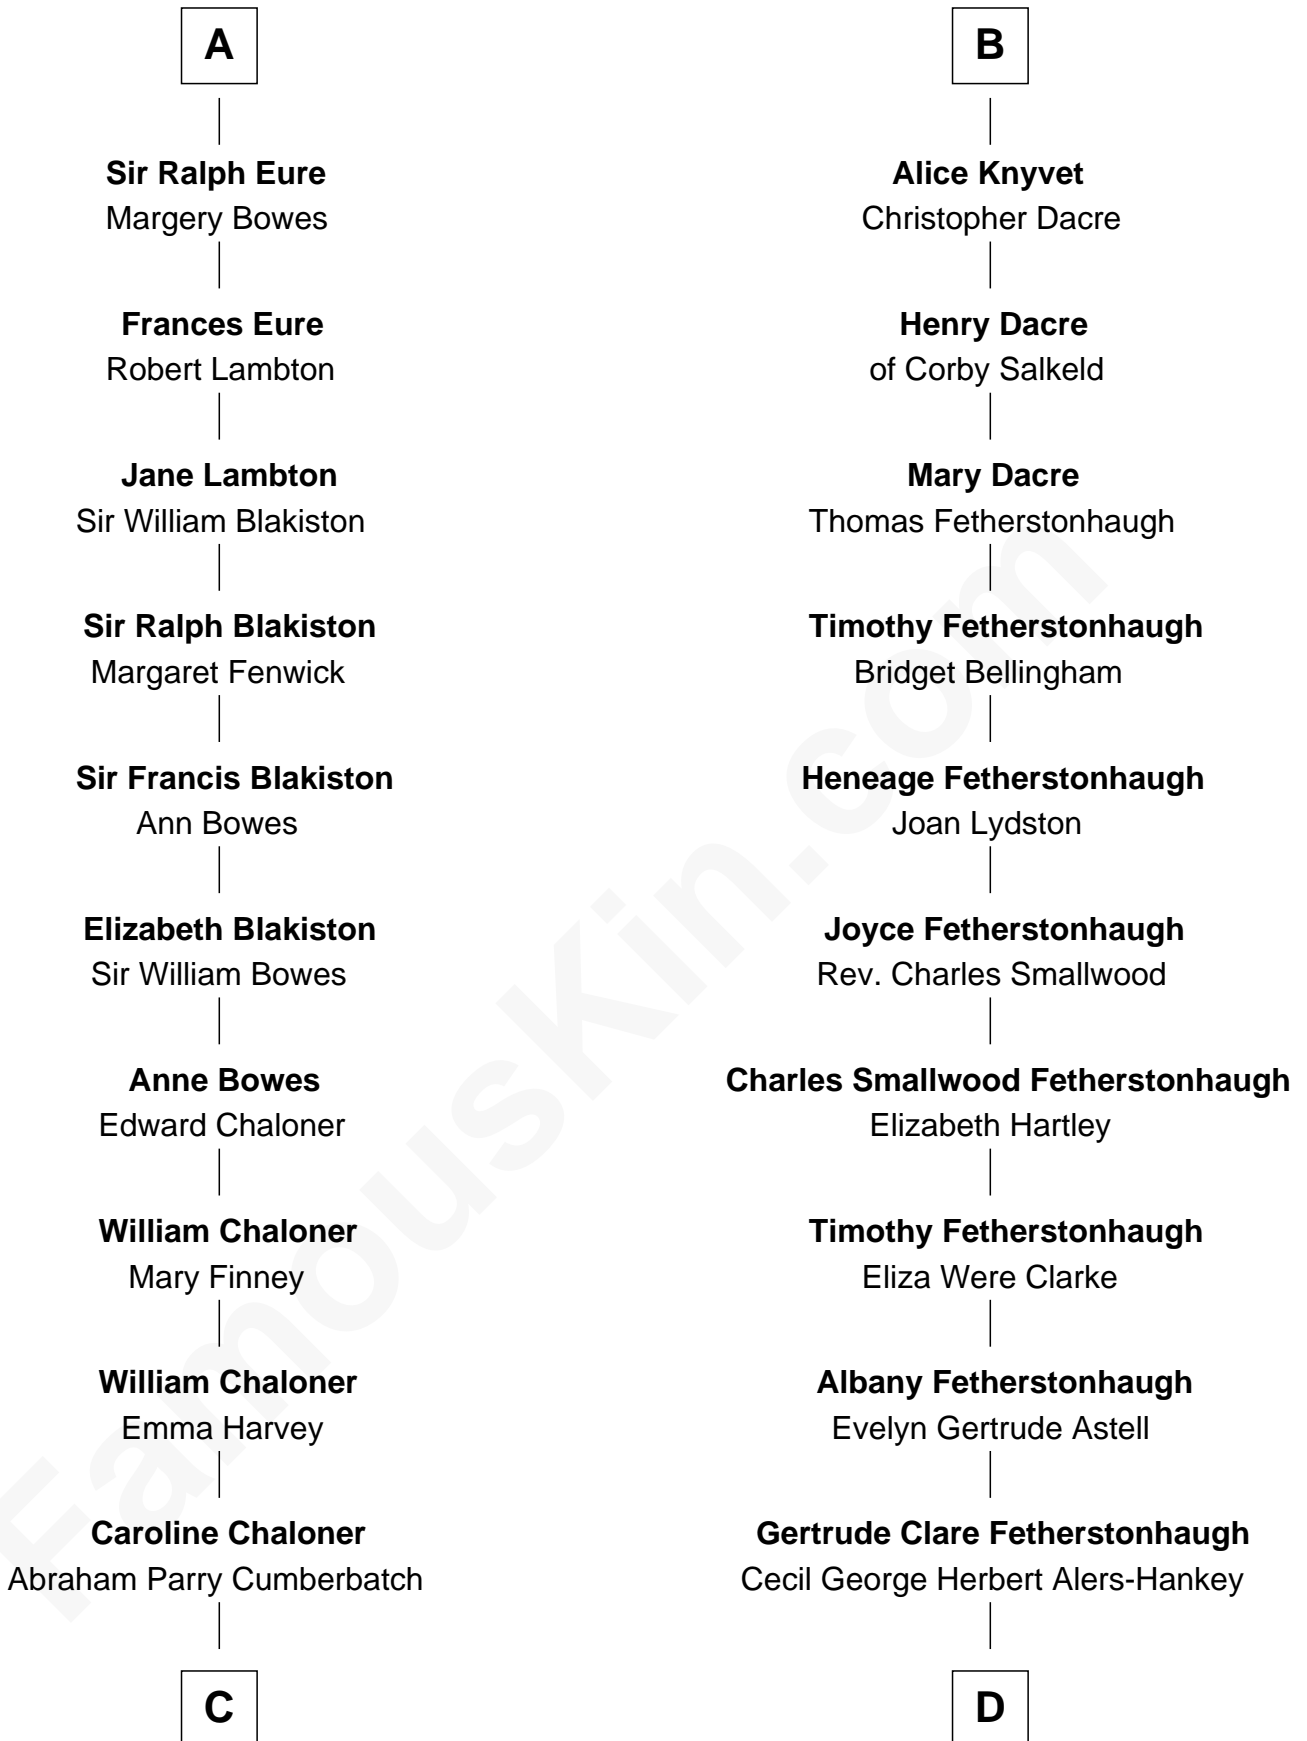 A
Sir Ralph Eure
Margery Bowes
Frances Eure
Robert Lambton
Jane Lambton
Sir William Blakiston
Sir Ralph Blakiston
Margaret Fenwick
Sir Francis Blakiston
Ann Bowes
Elizabeth Blakiston
Sir William Bowes
Anne Bowes
Edward Chaloner
William Chaloner
Mary Finney
William Chaloner
Emma Harvey
Caroline Chaloner
Abraham Parry Cumberbatch
C
B
Alice Knyvet
Christopher Dacre
Henry Dacre
of Corby Salkeld
Mary Dacre
Thomas Fetherstonhaugh
Timothy Fetherstonhaugh
Bridget Bellingham
Heneage Fetherstonhaugh
Joan Lydston
Joyce Fetherstonhaugh
Rev. Charles Smallwood
Charles Smallwood Fetherstonhaugh
Elizabeth Hartley
Timothy Fetherstonhaugh
Eliza Were Clarke
Albany Fetherstonhaugh
Evelyn Gertrude Astell
Gertrude Clare Fetherstonhaugh
Cecil George Herbert Alers-Hankey
D
FamousKin.com